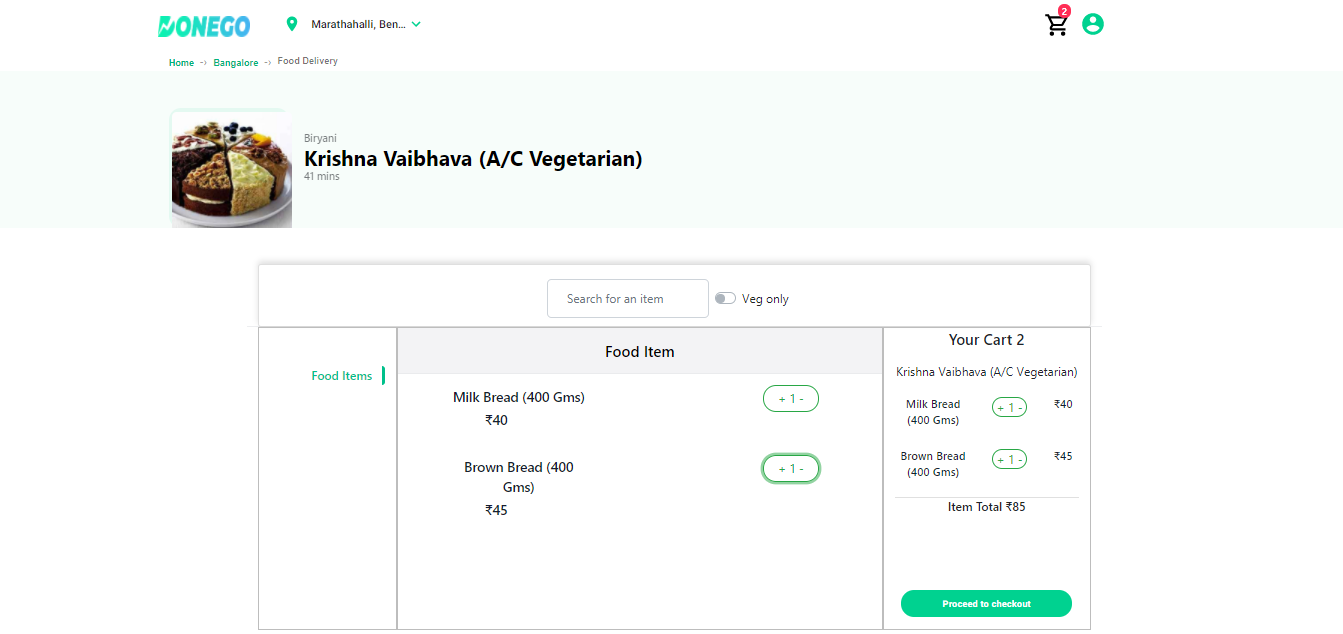 DONEGO
Marathahalli, Ben...
2
Home -> Bangalore -> Food Delivery
Biryani
Krishna Vaibhava (A/C Vegetarian)
41 mins
Search for an item
Veg only
Food Items
Food Item
Milk Bread (400 Gms)
+ 1 -
₹40
Brown Bread (400
Gms)
+ 1 -
₹45
Your Cart 2
Krishna Vaibhava (A/C Vegetarian)
Milk Bread
(400 Gms)
+ 1 -
₹40
Brown Bread
(400 Gms)
+ 1 -
₹45
Item Total ₹85
Proceed to checkout